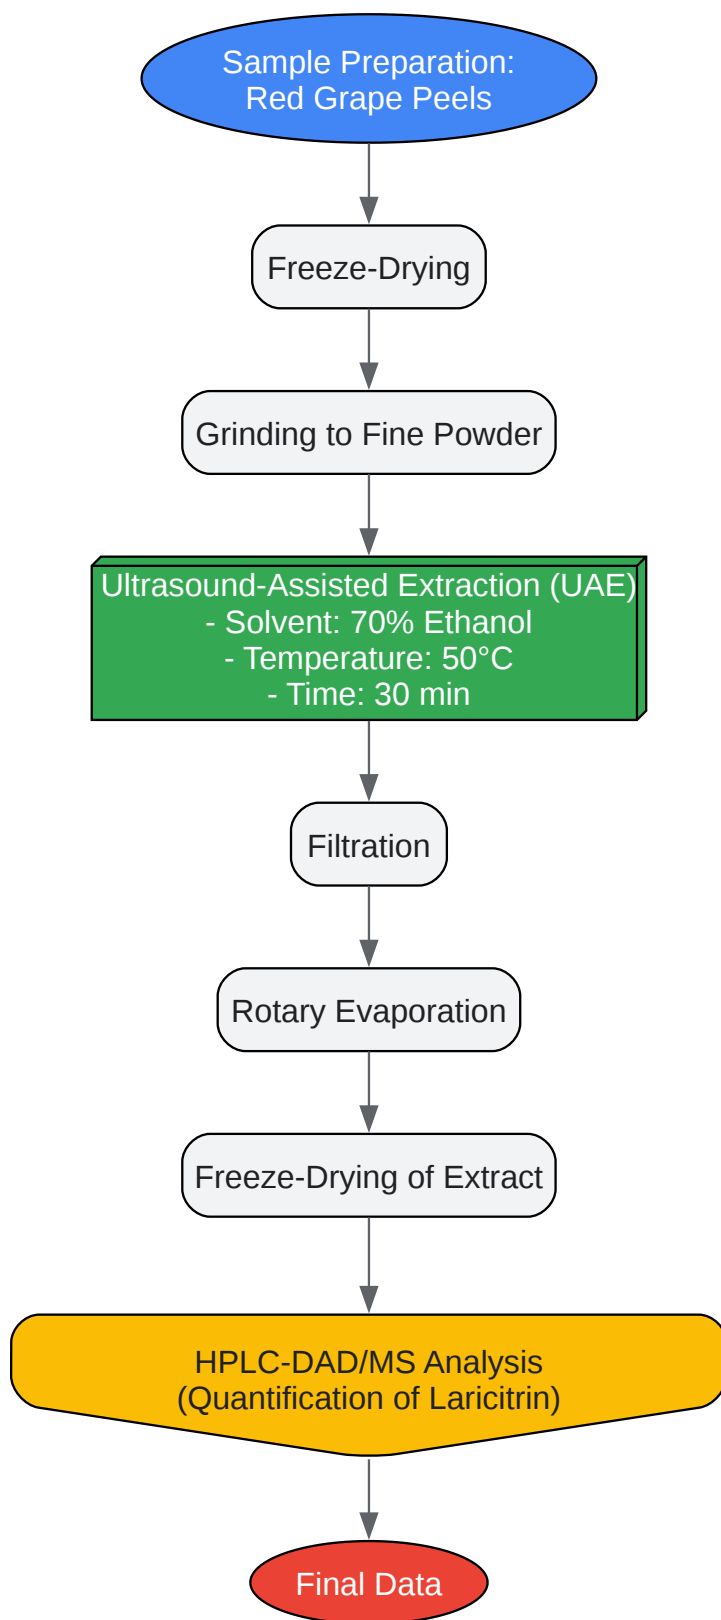 Sample Preparation:
Red Grape Peels
Freeze-Drying
Grinding to Fine Powder
Ultrasound-Assisted Extraction (UAE)
- Solvent: 70% Ethanol
- Temperature: 50°C
- Time: 30 min
Filtration
Rotary Evaporation
Freeze-Drying of Extract
HPLC-DAD/MS Analysis
(Quantification of Laricitrin)
Final Data